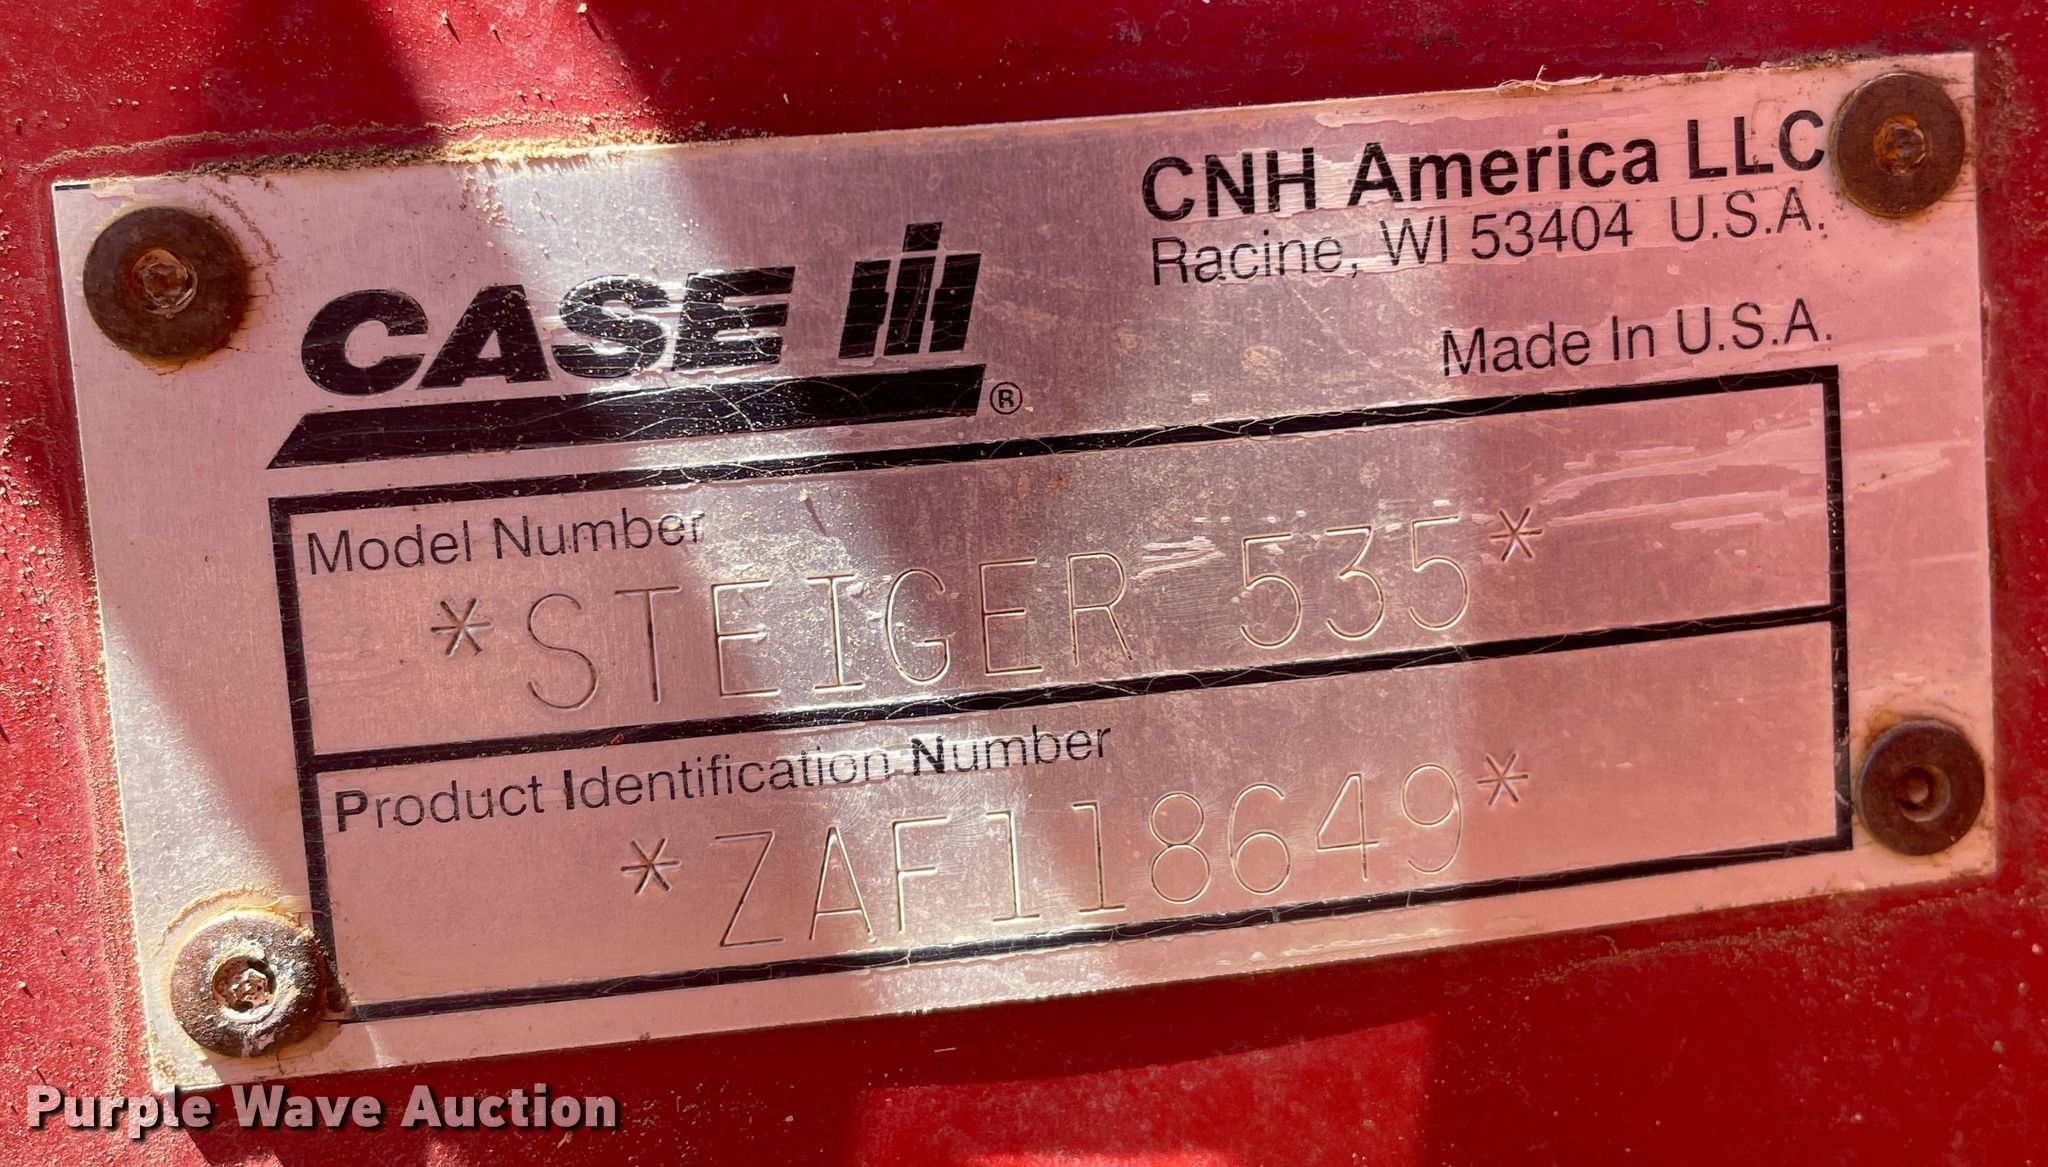 CNH America LLC
Racine, WI 53404 U.S.A.
CASE IH ®
Made In U.S.A.
Model Number
*STEIGER 535*
Product Identification Number
*ZAF118649*
Purple Wave Auction